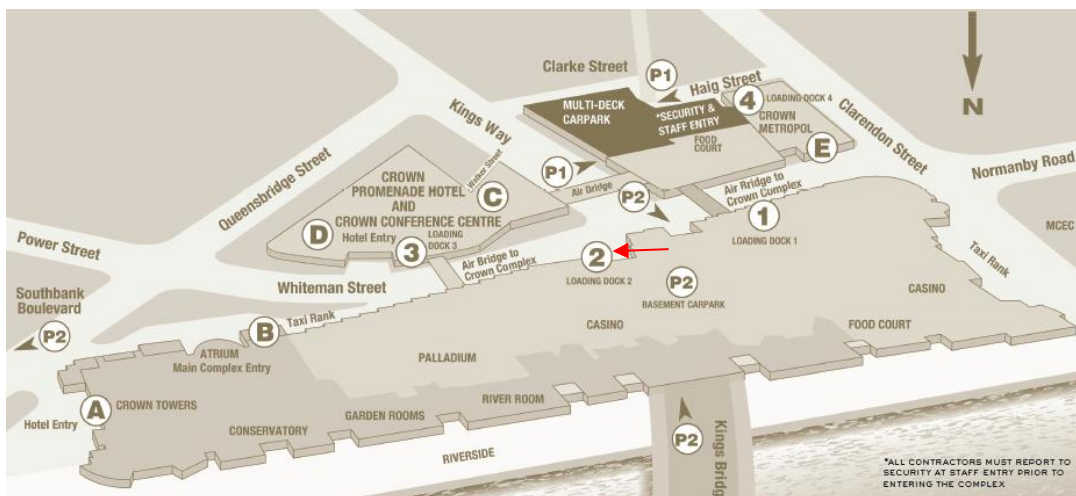 Clarke Street
P1
Haig Street
MULTI-DECK
CARPARK
*SECURITY &
STAFF ENTRY
4
LOADING DOCK 4
CROWN
METROPOL
FOOD
COURT
E
N
Clarendon Street
Normanby Road
Kings Way
Queensbridge Street
Power Street
P1
Walker Street
CROWN
PROMENADE HOTEL
AND
CROWN CONFERENCE CENTRE
C
D
Hotel Entry
3
LOADING
DOCK 3
Air Bridge
P2
Air Bridge to
Crown Complex
1
LOADING DOCK 1
MCEC
Taxi Rank
Air Bridge to
Crown Complex
2
LOADING DOCK 2
P2
BASEMENT CARPARK
CASINO
Whiteman Street
Southbank
Boulevard
P2
Taxi Rank
B
ATRIUM
Main Complex Entry
PALLADIUM
CASINO
FOOD COURT
A
CROWN TOWERS
Hotel Entry
CONSERVATORY
GARDEN ROOMS
RIVER ROOM
RIVERSIDE
P2
Kings Bridg
*ALL CONTRACTORS MUST REPORT TO
SECURITY AT STAFF ENTRY PRIOR TO
ENTERING THE COMPLEX